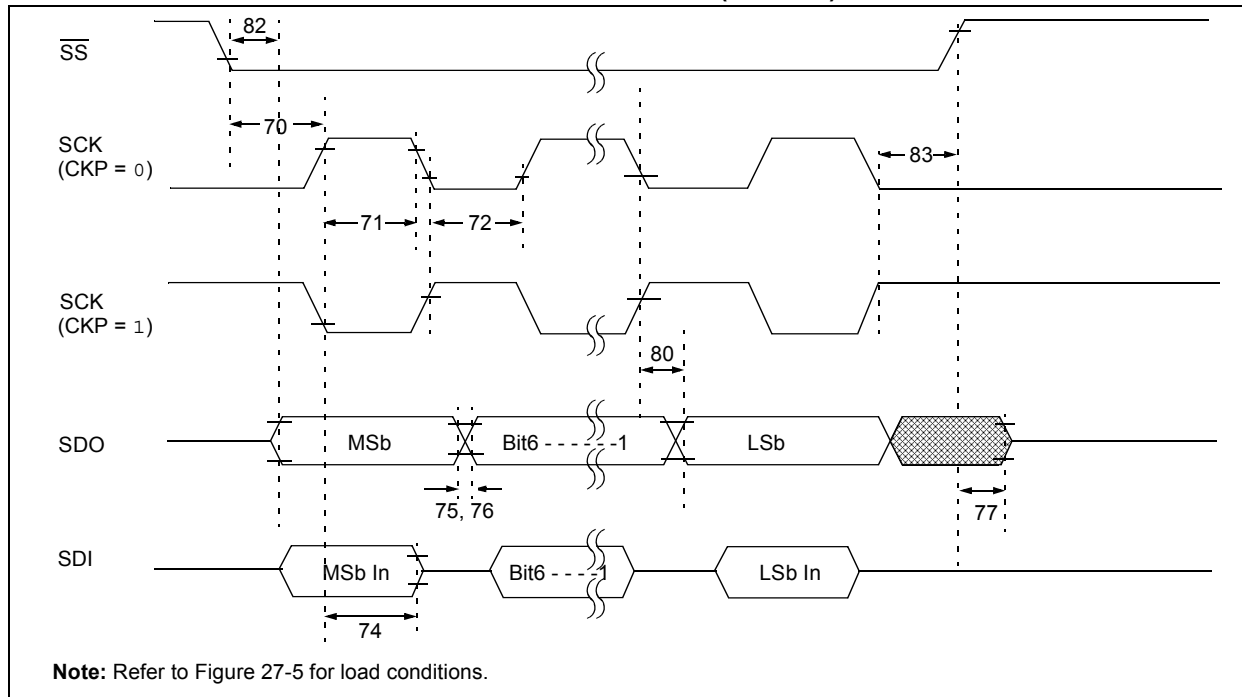 82
SS
70
SCK
(CKP = 0)
83
71
72
SCK
(CKP = 1)
80
SDO
MSb
Bit6 - - - - - -1
LSb
75, 76
77
SDI
MSb In
Bit6 - - - - -1
LSb In
74
Note: Refer to Figure 27-5 for load conditions.